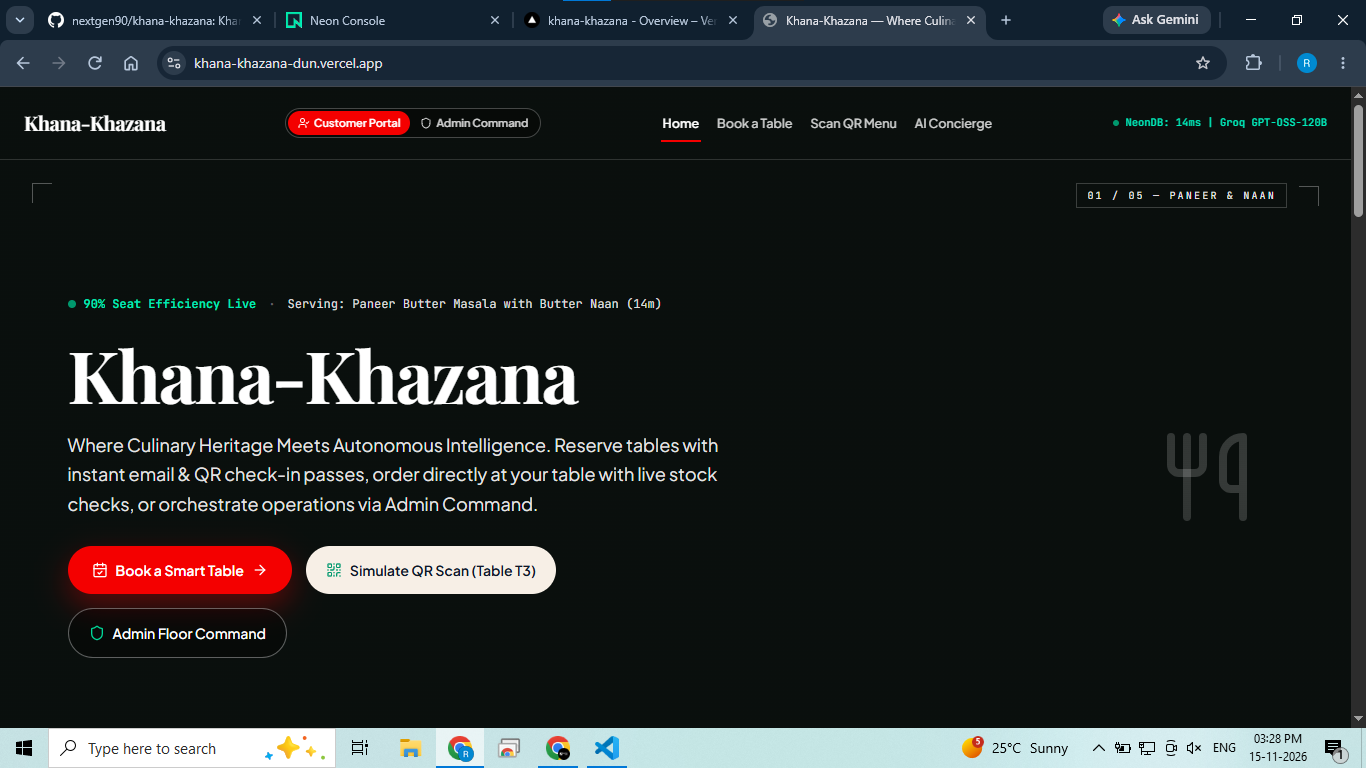 nextgen90/khana-khazana: Khan
Neon Console
khana-khazana - Overview – Ver
Khana-Khazana — Where Culina
Ask Gemini
khana-khazana-dun.vercel.app
R
Khana-Khazana
Customer Portal
Admin Command
Home
Book a Table
Scan QR Menu
AI Concierge
NeonDB: 14ms | Groq GPT-OSS-120B
01 / 05 — PANEER & NAAN
90% Seat Efficiency Live · Serving: Paneer Butter Masala with Butter Naan (14m)
Khana-Khazana
Where Culinary Heritage Meets Autonomous Intelligence. Reserve tables with
instant email & QR check-in passes, order directly at your table with live stock
checks, or orchestrate operations via Admin Command.
Book a Smart Table →
Simulate QR Scan (Table T3)
Admin Floor Command
Type here to search
R
5
25°C Sunny
ENG
03:28 PM
15-11-2026
1